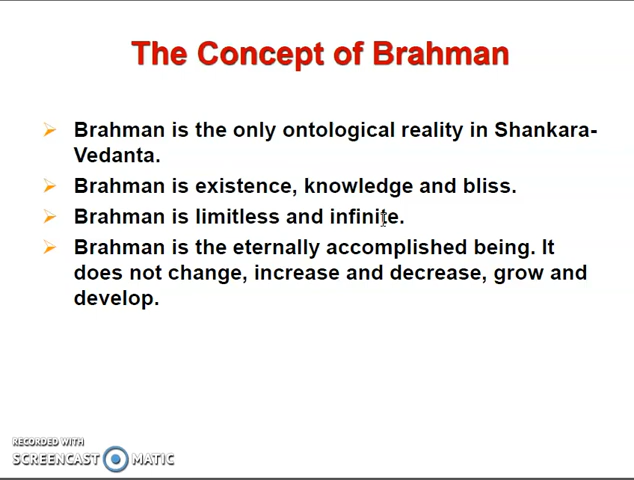 The Concept of Brahman
Brahman is the only ontological reality in Shankara-
Vedanta.
Brahman is existence, knowledge and bliss.
Brahman is limitless and infinite.
Brahman is the eternally accomplished being. It
does not change, increase and decrease, grow and
develop.
RECORDED WITH
SCREENCAST MATIC